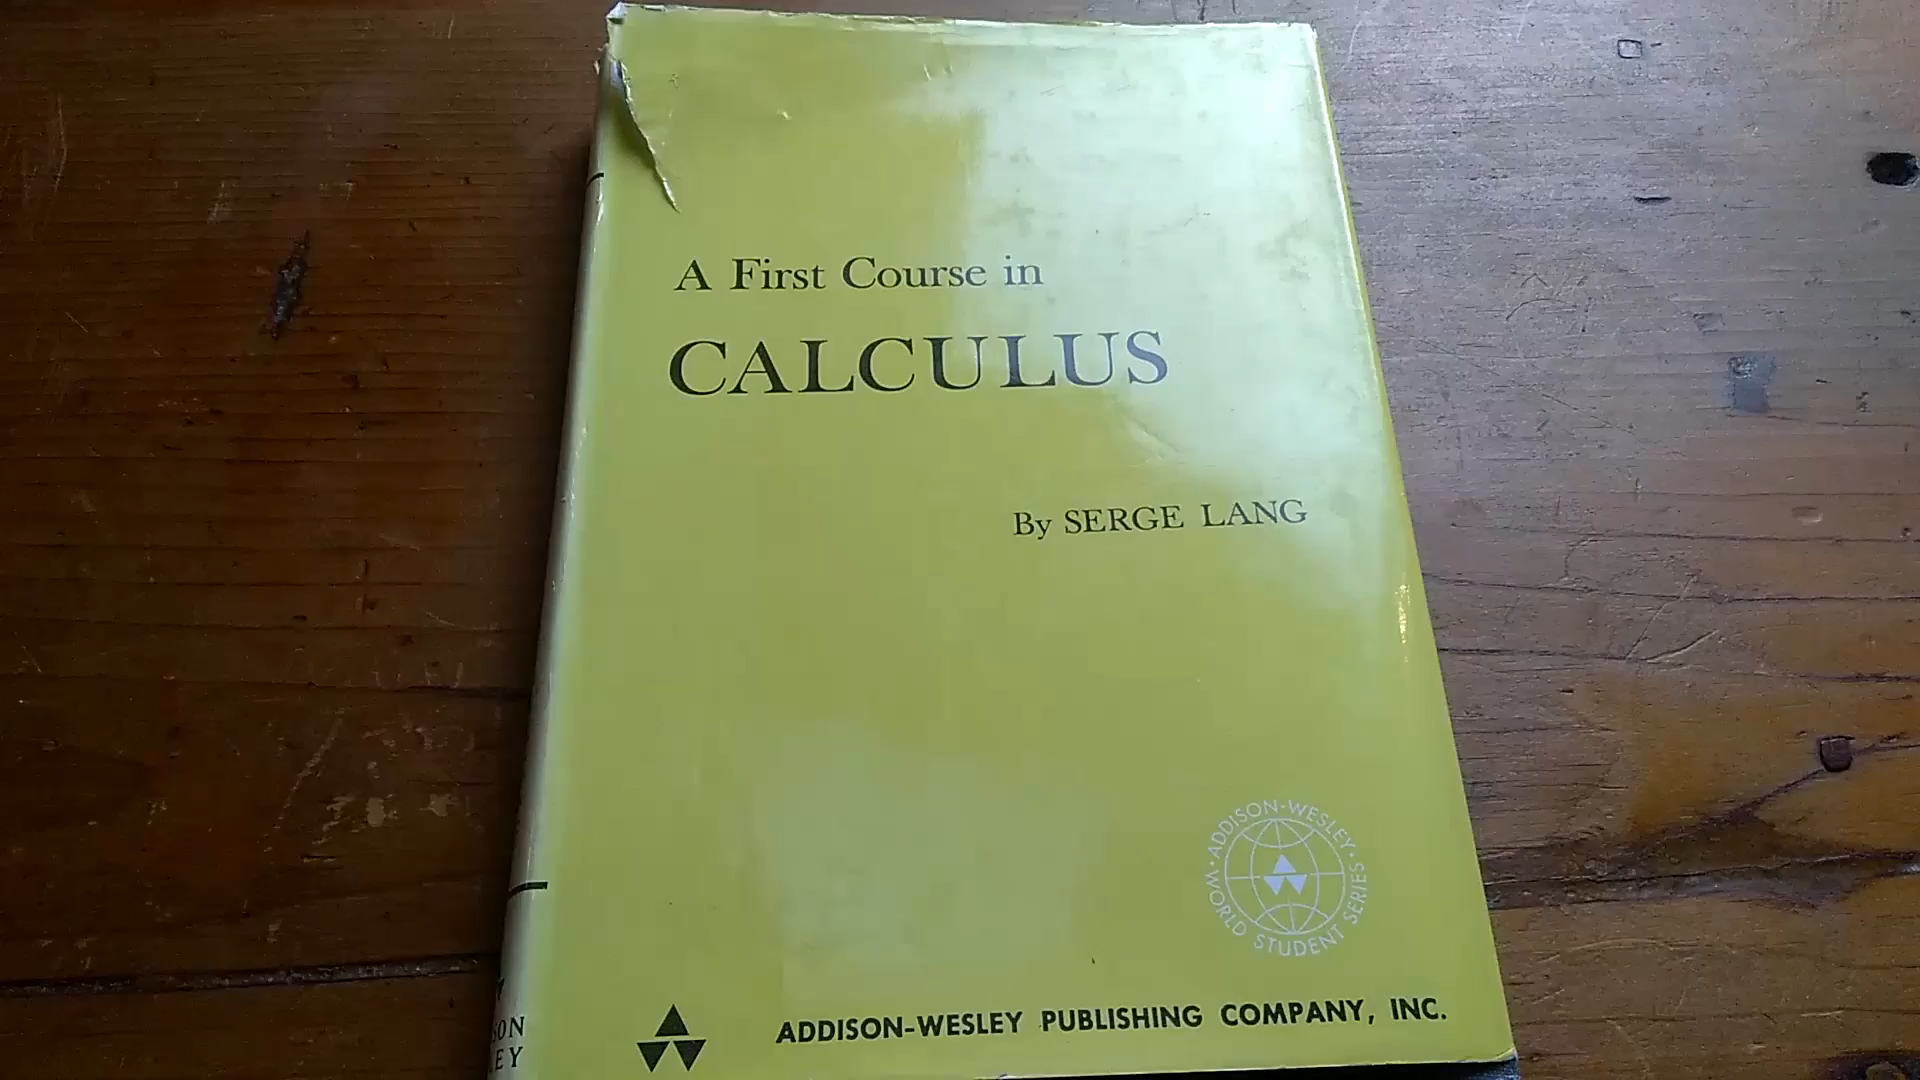 A First Course in
CALCULUS
By SERGE LANG
ADDISON-WESLEY
WORLD STUDENT SERIES
ADDISON-WESLEY PUBLISHING COMPANY, INC.